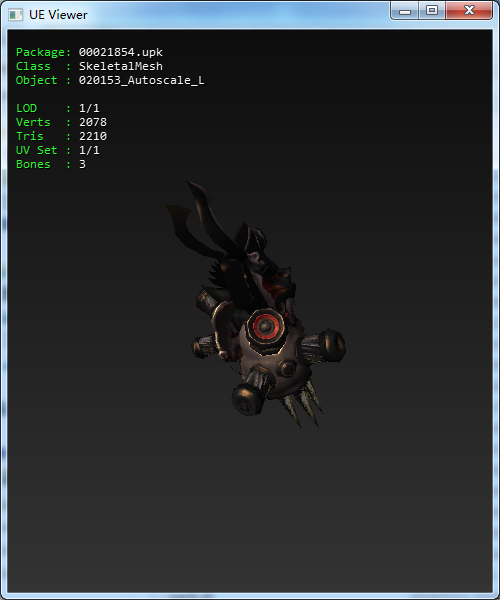 UE Viewer
Package: 00021854.upk
Class : SkeletalMesh
Object : 020153_Autoscale_L
LOD : 1/1
Verts : 2078
Tris : 2210
UV Set : 1/1
Bones : 3